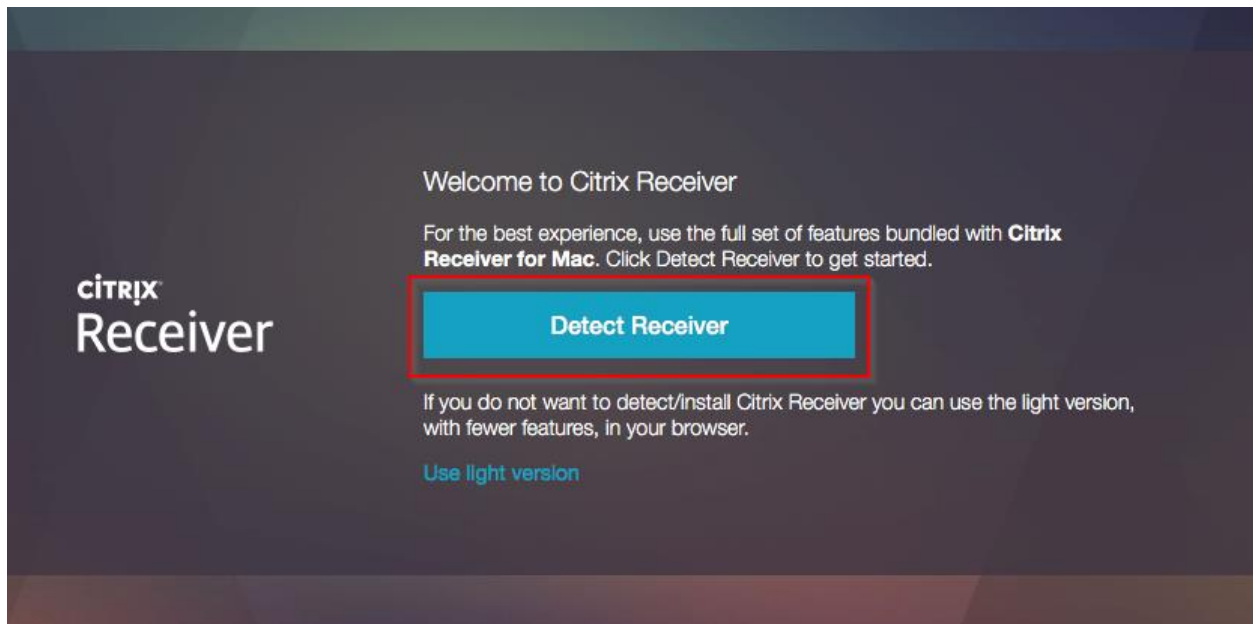 Welcome to Citrix Receiver
For the best experience, use the full set of features bundled with Citrix
Receiver for Mac. Click Detect Receiver to get started.
CİTRIX
Receiver
Detect Receiver
If you do not want to detect/install Citrix Receiver you can use the light version,
with fewer features, in your browser.
Use light version